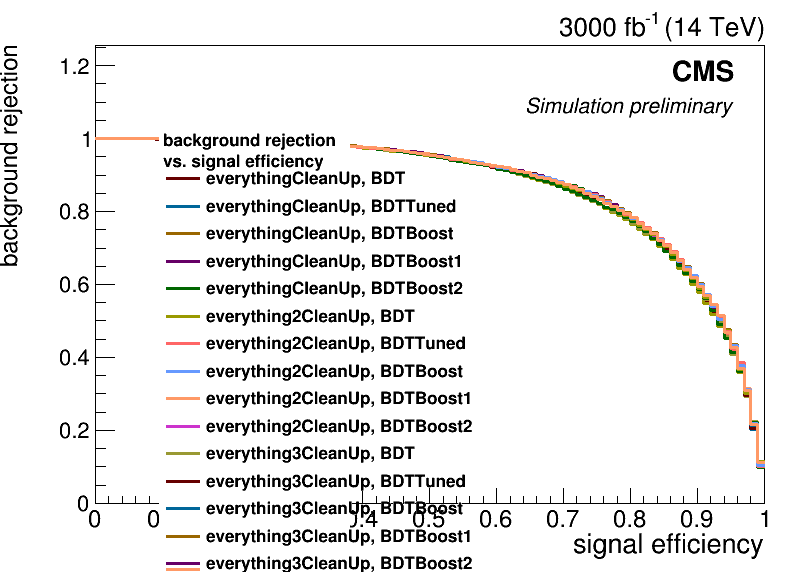 3000 fb-1 (14 TeV)
CMS
Simulation preliminary
background rejection
1.2
1
0.8
0.6
0.4
0.2
0
background rejection
vs. signal efficiency
everythingCleanUp, BDT
everythingCleanUp, BDTTuned
everythingCleanUp, BDTBoost
everythingCleanUp, BDTBoost1
everythingCleanUp, BDTBoost2
everything2CleanUp, BDT
everything2CleanUp, BDTTuned
everything2CleanUp, BDTBoost
everything2CleanUp, BDTBoost1
everything2CleanUp, BDTBoost2
everything3CleanUp, BDT
everything3CleanUp, BDTTuned
everything3CleanUp, BDTBoost
everything3CleanUp, BDTBoost1
everything3CleanUp, BDTBoost2
0 0 0.4 0.5 0.6 0.7 0.8 0.9 1
signal efficiency